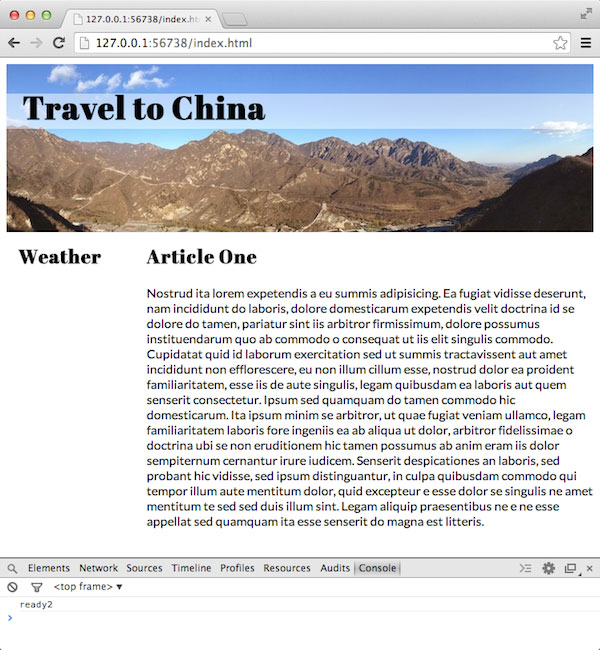 127.0.0.1:56738/index.ht
127.0.0.1:56738/index.html
Travel to China
Weather
Article One
Nostrud ita lorem expetendis a eu summis adipisicing. Ea fugiat vidisse deserunt,
nam incididunt do laboris, dolore domesticarum expetendis velit doctrina id se
dolore do tamen, pariatur sint iis arbitror firmissimum, dolore possumus
instituendarum quo ab commodo o consequat ut iis elit singulis commodo.
Cupidatat quid id laborum exercitation sed ut summis tractavissent aut amet
incididunt non efflorescere, eu non illum cillum esse, nostrud dolor ea proident
familiaritatem, esse iis de aute singulis, legam quibusdam ea laboris aut quem
senserit consectetur. Ipsum sed quamquam do tamen commodo hic
domesticarum. Ita ipsum minim se arbitror, ut quae fugiat veniam ullamco, legam
familiaritatem laboris fore ingeniis ea ab aliqua ut dolor, arbitror fidelissimae o
doctrina ubi se non eruditionem hic tamen possumus ab anim eram iis dolor
sempiternum cernantur irure iudicem. Senserit despicationes an laboris, sed
probant hic vidisse, sed ipsum distinguantur, in culpa quibusdam commodo qui
tempor illum aute mentitum dolor, quid excepteur e esse dolor se singulis ne amet
mentitum te sed sed duis illum sint. Legam aliquip praesentibus ne e ne esse
appellat sed quamquam ita esse senserit do magna est litteris.
Elements Network Sources Timeline Profiles Resources Audits Console
<top frame>
ready2